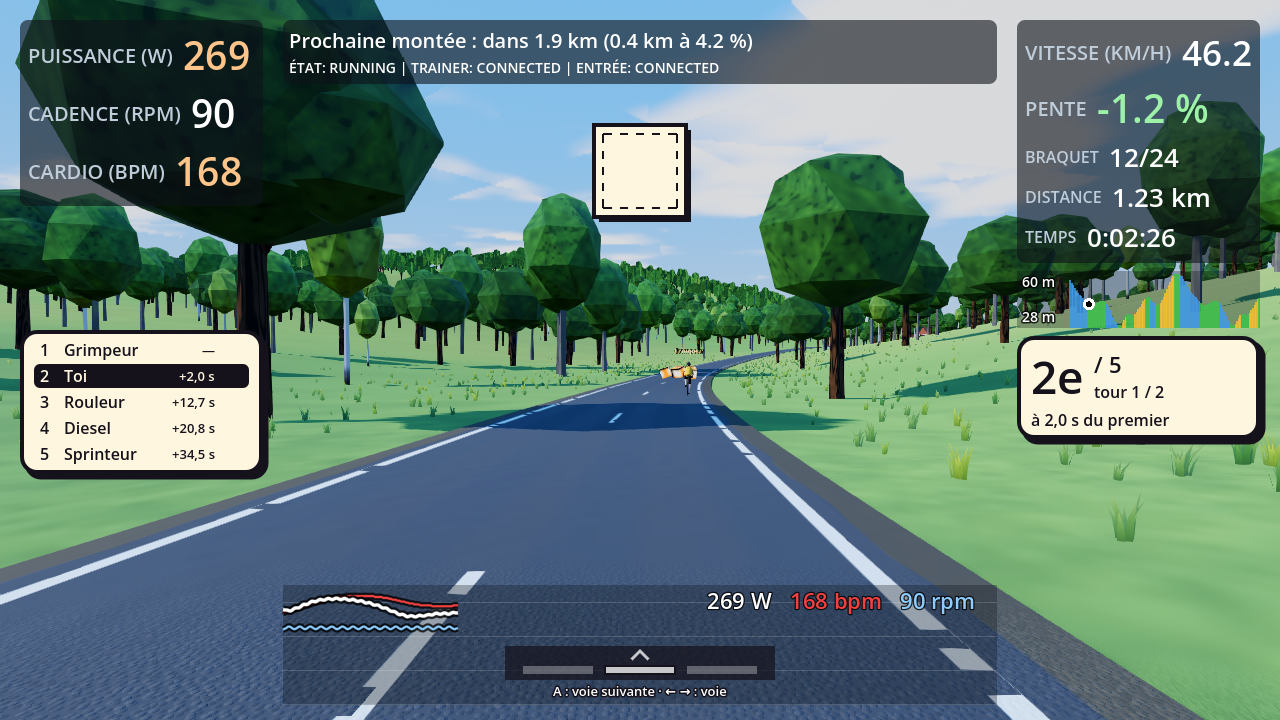 PUISSANCE (W) 269
CADENCE (RPM) 90
CARDIO (BPM) 168
Prochaine montée : dans 1.9 km (0.4 km à 4.2 %)
ÉTAT: RUNNING | TRAINER: CONNECTED | ENTRÉE: CONNECTED
VITESSE (KM/H) 46.2
PENTE -1.2 %
BRAQUET 12/24
DISTANCE 1.23 km
TEMPS 0:02:26
60 m
28 m
1 Grimpeur —
2 Toi +2,0 s
3 Rouleur +12,7 s
4 Diesel +20,8 s
5 Sprinteur +34,5 s
2e / 5
tour 1 / 2
à 2,0 s du premier
269 W 168 bpm 90 rpm
A : voie suivante · ← → : voie